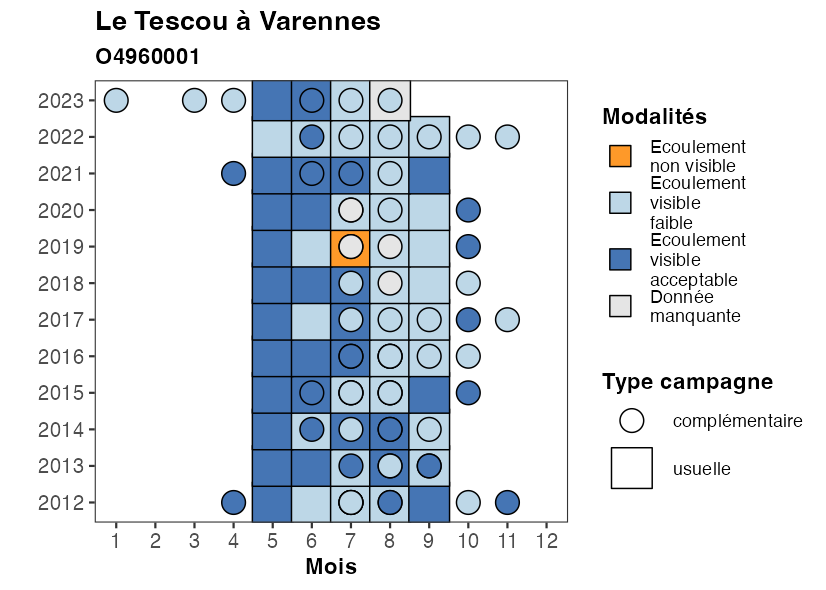 Le Tescou à Varennes
O4960001
2023
2022
2021
2020
2019
2018
2017
2016
2015
2014
2013
2012
1 2 3 4 5 6 7 8 9 10 11 12
Mois
Modalités
Ecoulement
non visible
Ecoulement
visible
faible
Ecoulement
visible
acceptable
Donnée
manquante
Type campagne
complémentaire
usuelle